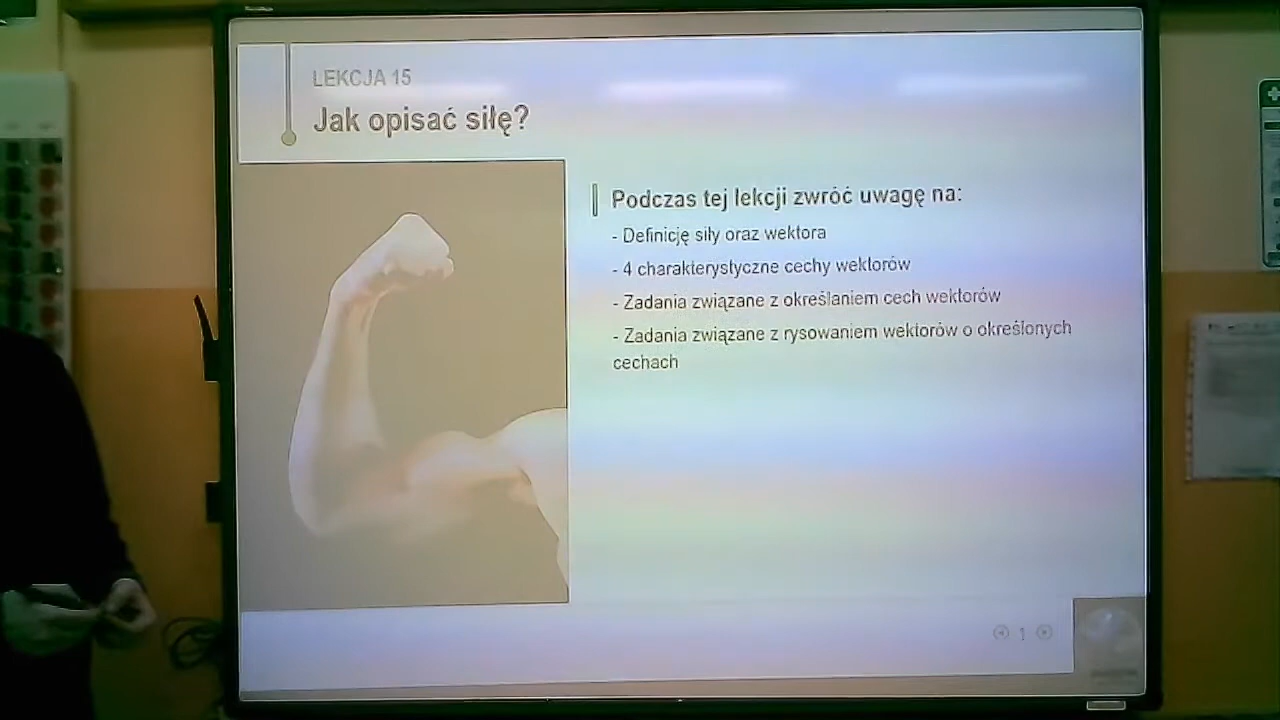 LEKCJA 15
Jak opisać siłę?
Podczas tej lekcji zwróć uwagę na:
- Definicję siły oraz wektora
- 4 charakterystyczne cechy wektorów
- Zadania związane z określaniem cech wektorów
- Zadania związane z rysowaniem wektorów o określonych
cechach
1